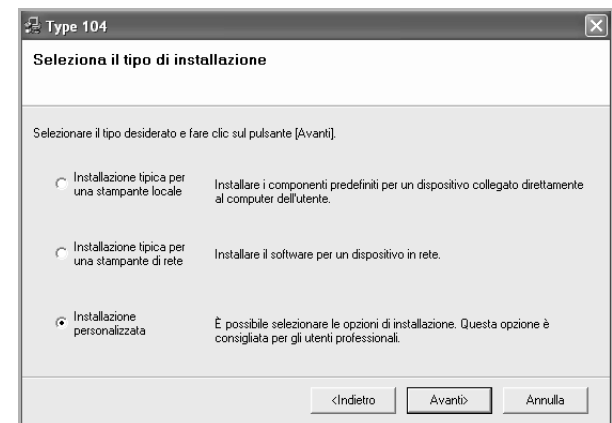 Type 104
Seleziona il tipo di installazione
Selezionare il tipo desiderato e fare clic sul pulsante [Avanti].
Installazione tipica per
una stampante locale
Installare i componenti predefiniti per un dispositivo collegato direttamente
al computer dell'utente.
Installazione tipica per
una stampante di rete
Installare il software per un dispositivo in rete.
Installazione
personalizzata
È possibile selezionare le opzioni di installazione. Questa opzione è
consigliata per gli utenti professionali.
<Indietro
Avanti>
Annulla